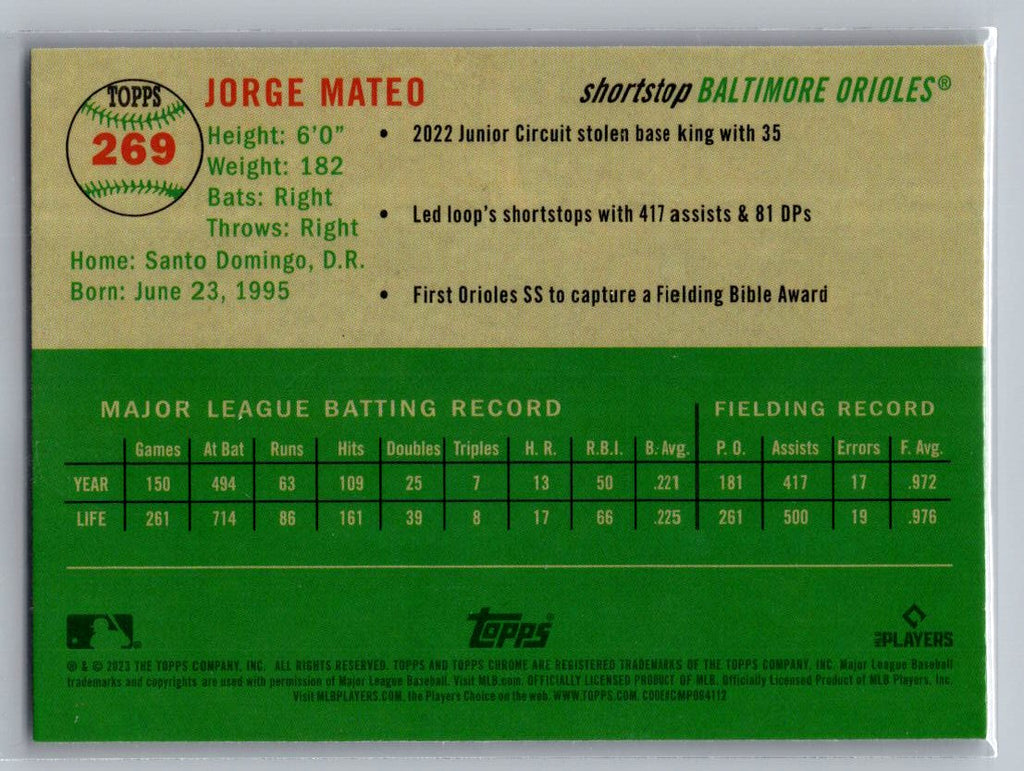 TOPPS
269
JORGE MATEO
shortstop BALTIMORE ORIOLES®
Height: 6'0"
Weight: 182
Bats: Right
Throws: Right
Home: Santo Domingo, D.R.
Born: June 23, 1995
• 2022 Junior Circuit stolen base king with 35
• Led loop's shortstops with 417 assists & 81 DPs
• First Orioles SS to capture a Fielding Bible Award
MAJOR LEAGUE BATTING RECORD FIELDING RECORD
Games At Bat Runs Hits Doubles Triples H. R. R.B.I. B. Avg. P. O. Assists Errors F. Avg.
YEAR 150 494 63 109 25 7 13 50 .221 181 417 17 .972
LIFE 261 714 86 161 39 8 17 66 .225 261 500 19 .976
Topps
PLAYERS
® & © 2023 THE TOPPS COMPANY, INC. ALL RIGHTS RESERVED. TOPPS AND TOPPS CHROME ARE REGISTERED TRADEMARKS OF THE TOPPS COMPANY, INC. Major League Baseball
trademarks and copyrights are used with permission of Major League Baseball. Visit MLB.com. OFFICIALLY LICENSED PRODUCT OF MLB. Officially Licensed Product of MLB Players, Inc.
Visit MLBPLAYERS.COM, the Players Choice on the web. WWW.TOPPS.COM. CODE#CMP094112